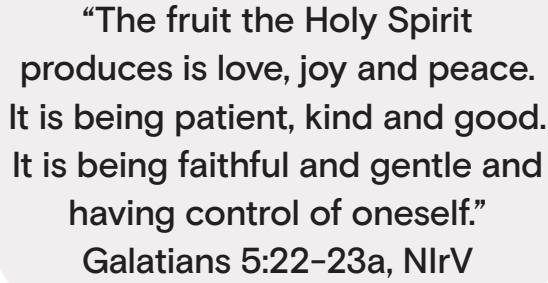 “The fruit the Holy Spirit
produces is love, joy and peace.
It is being patient, kind and good.
It is being faithful and gentle and
having control of oneself.”
Galatians 5:22–23a, NIrV